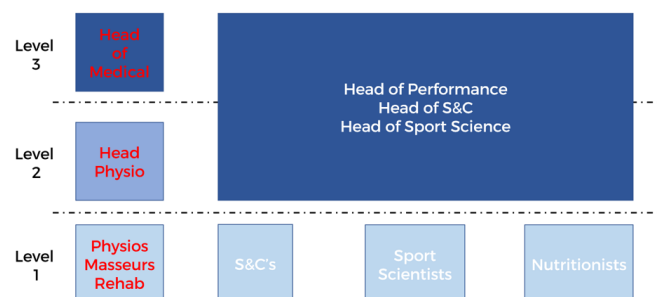 Level
3
Head
of
Medical
Head of Performance
Head of S&C
Head of Sport Science
Level
2
Head
Physio
Level
1
Physios
Masseurs
Rehab
S&C's
Sport
Scientists
Nutritionists